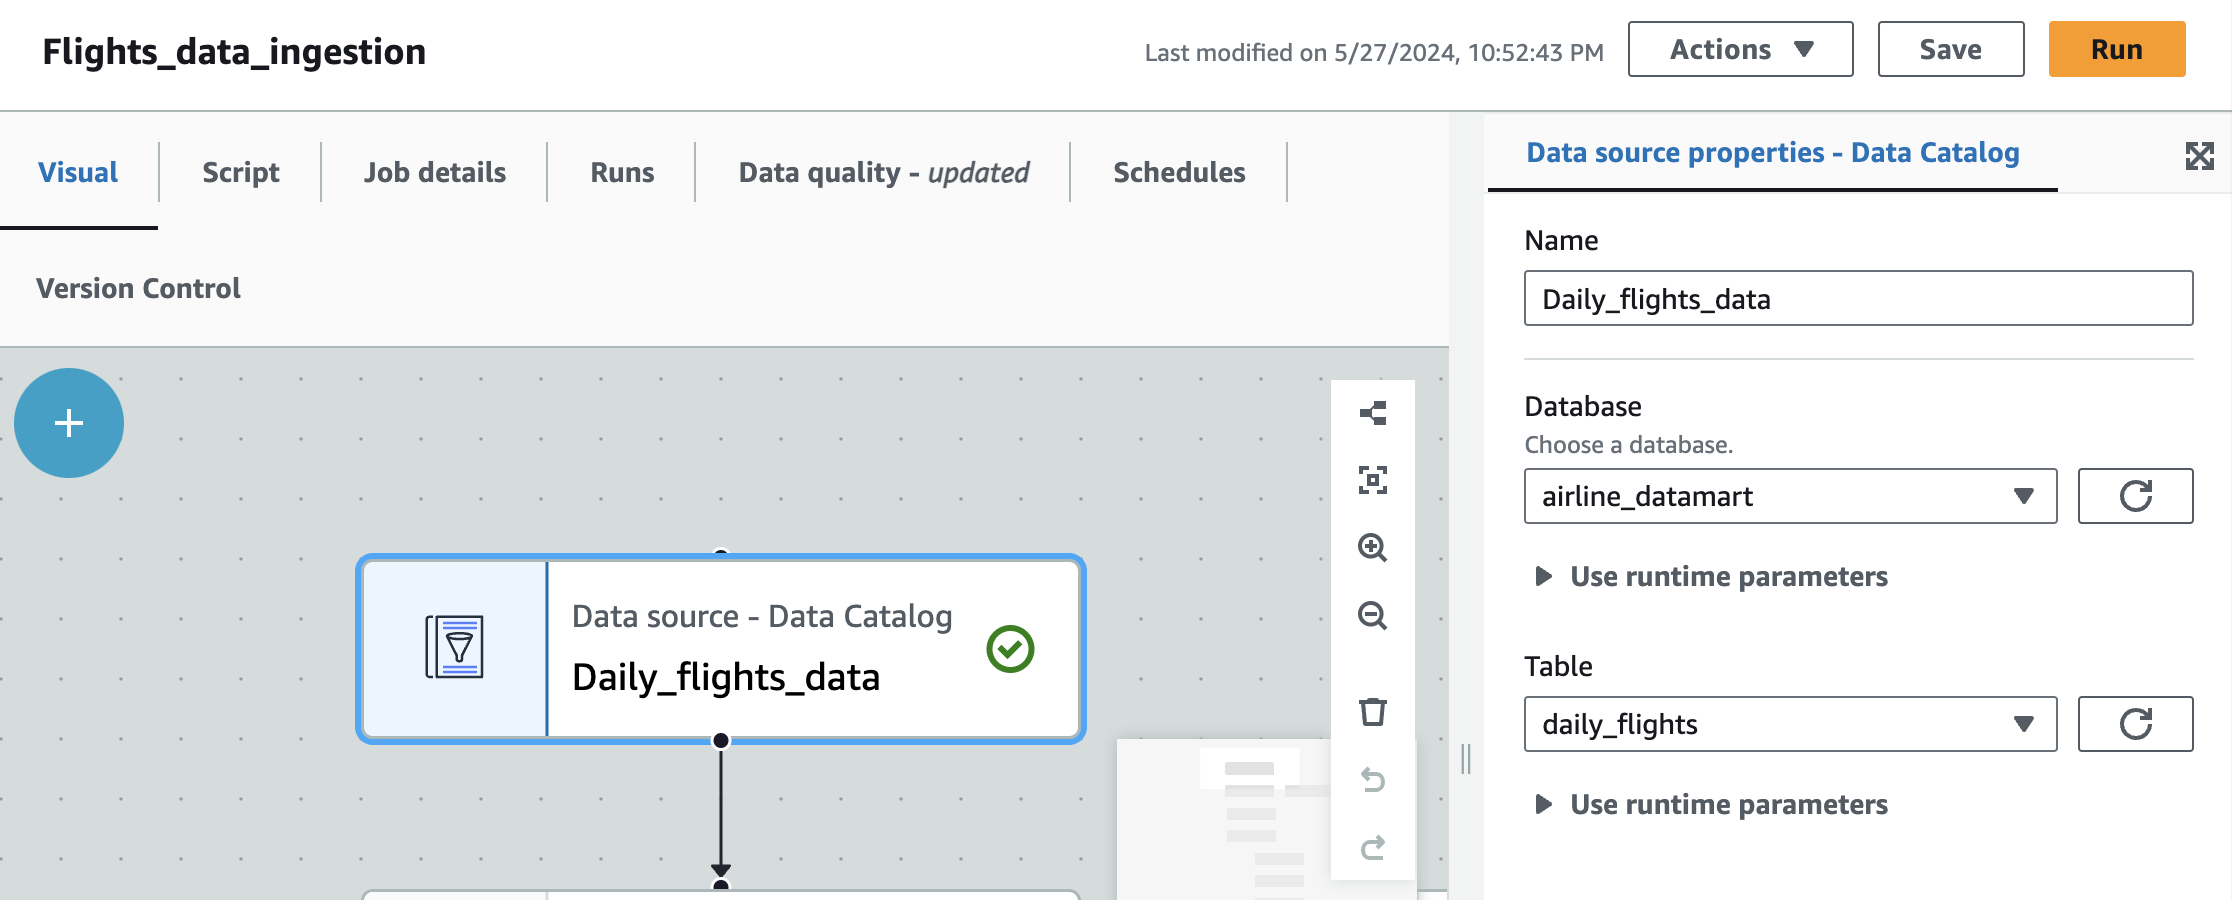 Flights_data_ingestion
Last modified on 5/27/2024, 10:52:43 PM
Actions
Save
Run
Visual
Script
Job details
Runs
Data quality - updated
Schedules
Version Control
Data source - Data Catalog
Daily_flights_data
Data source properties - Data Catalog
Name
Daily_flights_data
Database
Choose a database.
airline_datamart
Use runtime parameters
Table
daily_flights
Use runtime parameters